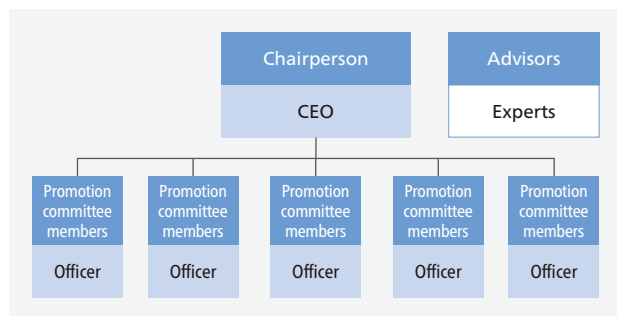 Chairperson
CEO
Advisors
Experts
Promotion
committee
members
Officer
Promotion
committee
members
Officer
Promotion
committee
members
Officer
Promotion
committee
members
Officer
Promotion
committee
members
Officer